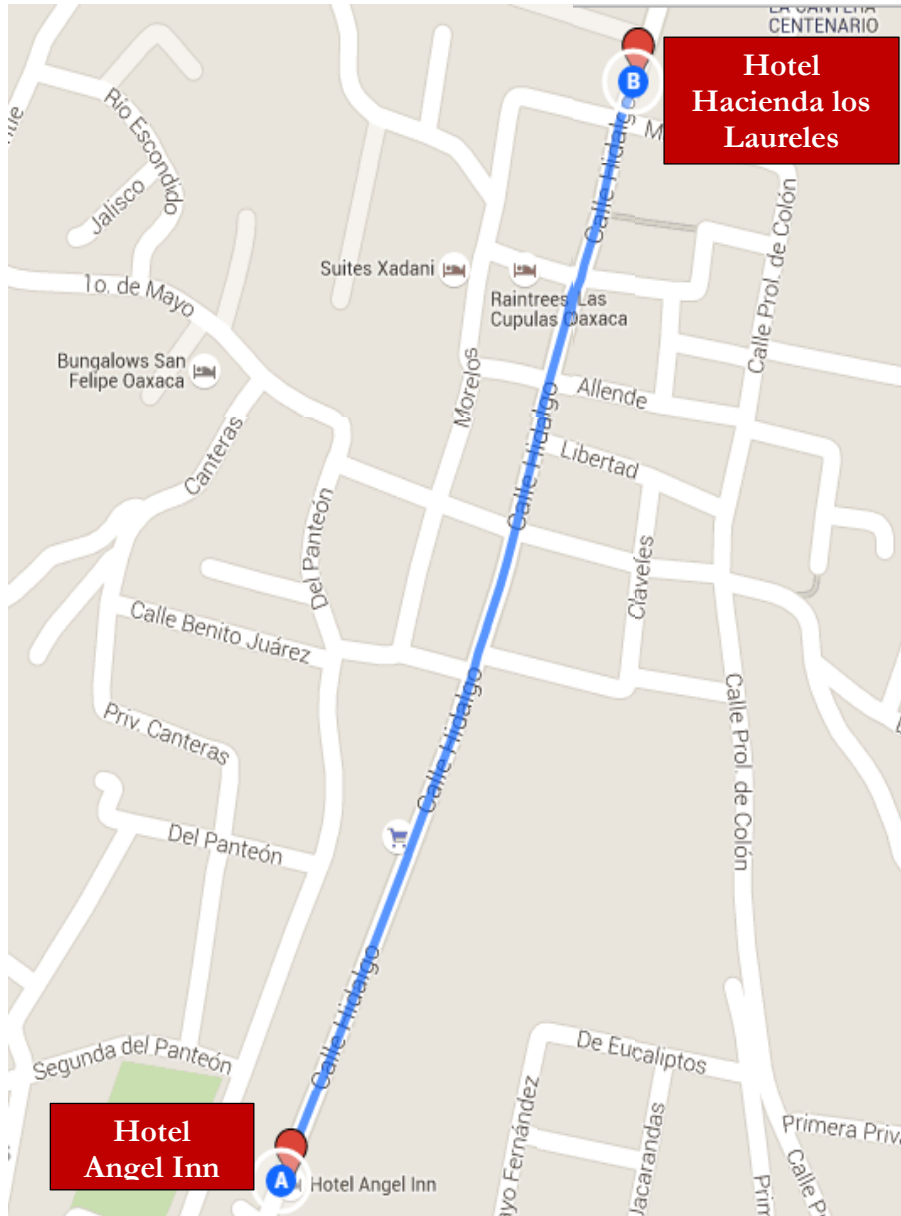 LA CANTERA
CENTENARIO
Hotel
Hacienda los
Laureles
B
Río Escondido
Jalisco
Calle Hidalgo
Calle Prol. de Colón
Suites Xadani
Raintrees Las
Cupulas Oaxaca
1o. de Mayo
Bungalows San
Felipe Oaxaca
Morelos
Allende
Calle Hidalgo
Libertad
Canteras
Del Panteón
Claveles
Calle Benito Juárez
Calle Hidalgo
Calle Prol. de Colón
Priv. Canteras
Del Panteón
Calle Hidalgo
Segunda del Panteón
De Eucaliptos
Jacarandas
Fernández
Primera
Hotel
Angel Inn
A
Hotel Angel Inn
Calle